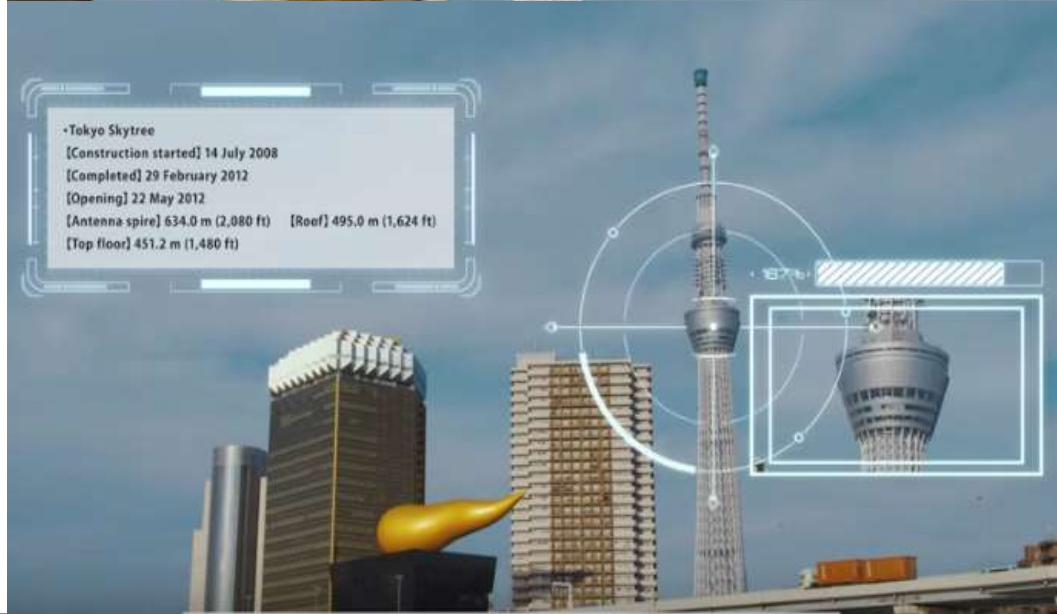 ・Tokyo Skytree
【Construction started】 14 July 2008
【Completed】 29 February 2012
【Opening】 22 May 2012
【Antenna spire】 634.0 m (2,080 ft) 【Roof】 495.0 m (1,624 ft)
【Top floor】 451.2 m (1,480 ft)